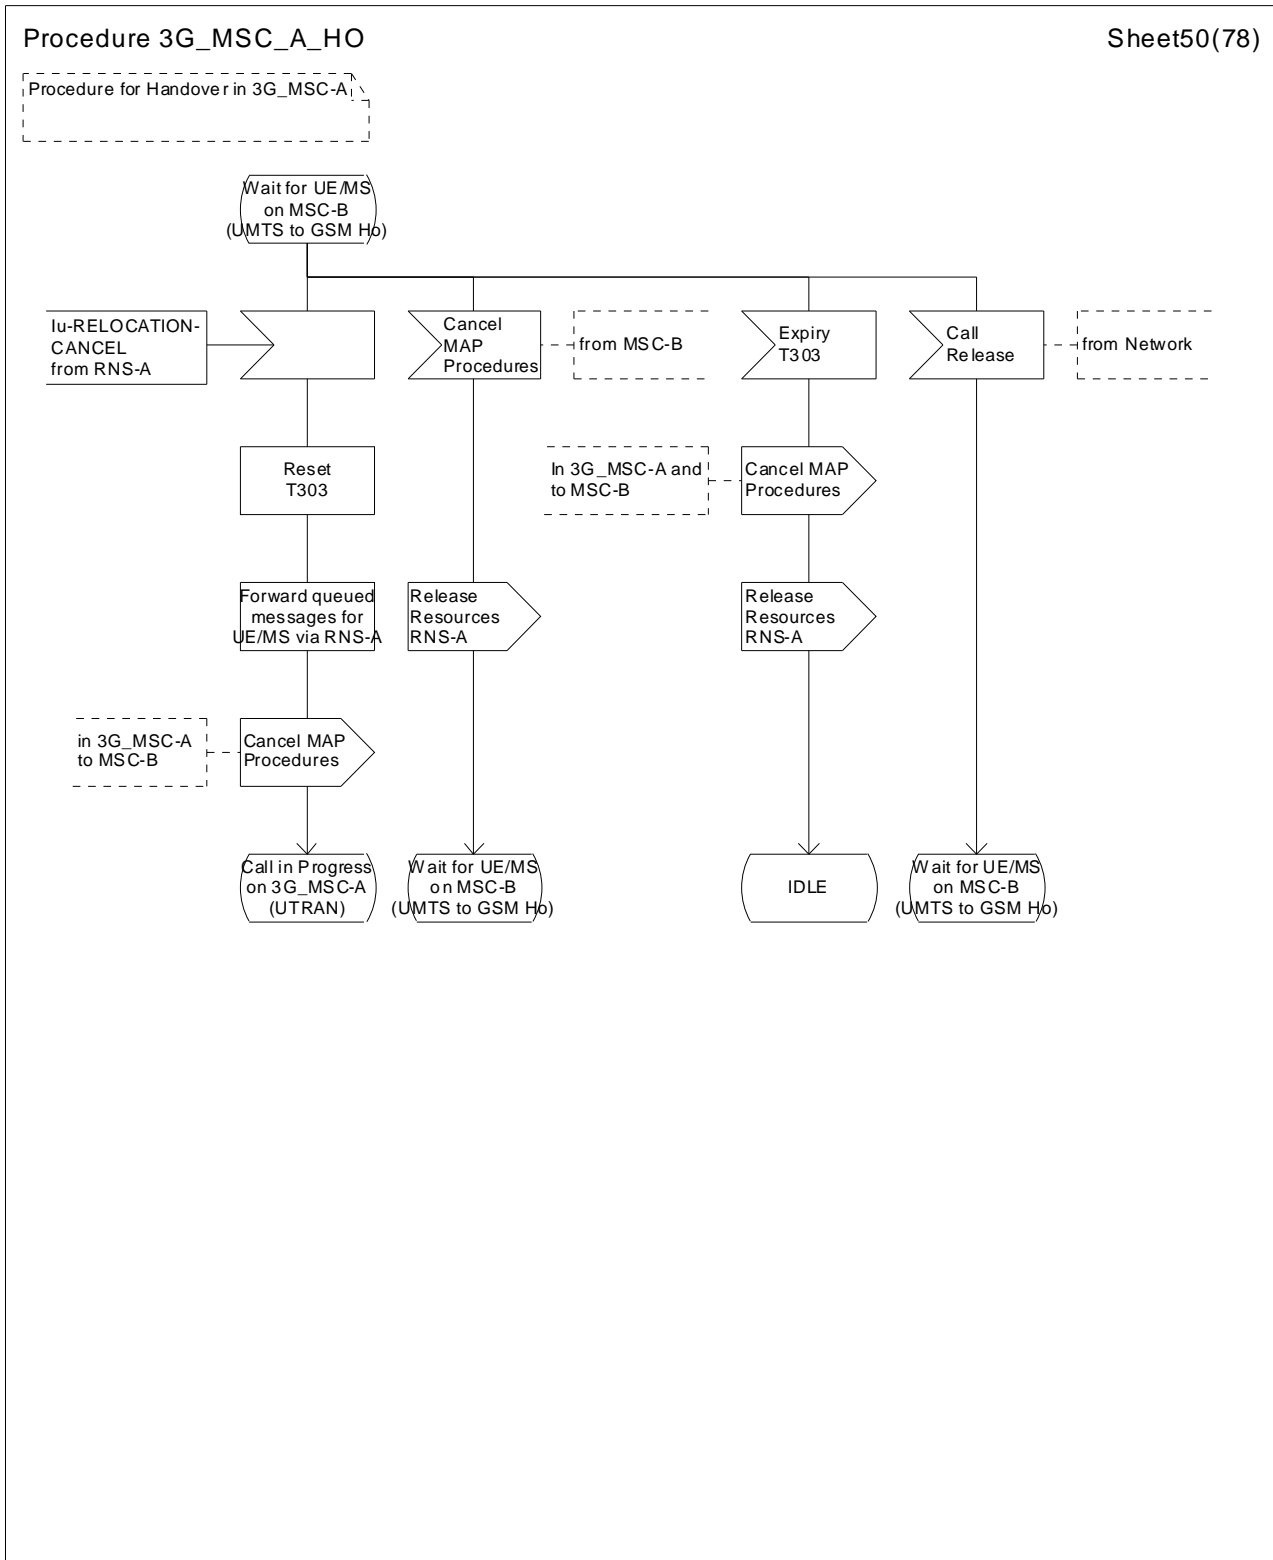 Procedure 3G_MSC_A_HO
Sheet50(78)
Procedure for Handover in 3G_MSC-A
Wait for UE/MS
on MSC-B
(UMTS to GSM Ho)
Iu-RELOCATION-
CANCEL
from RNS-A
Cancel
MAP
Procedures
from MSC-B
Expiry
T303
Call
Release
from Network
Reset
T303
In 3G_MSC-A and
to MSC-B
Cancel MAP
Procedures
Forward queued
messages for
UE/MS via RNS-A
Release
Resources
RNS-A
Release
Resources
RNS-A
in 3G_MSC-A
to MSC-B
Cancel MAP
Procedures
Call in Progress
on 3G_MSC-A
(UTRAN)
Wait for UE/MS
on MSC-B
(UMTS to GSM Ho)
IDLE
Wait for UE/MS
on MSC-B
(UMTS to GSM Ho)